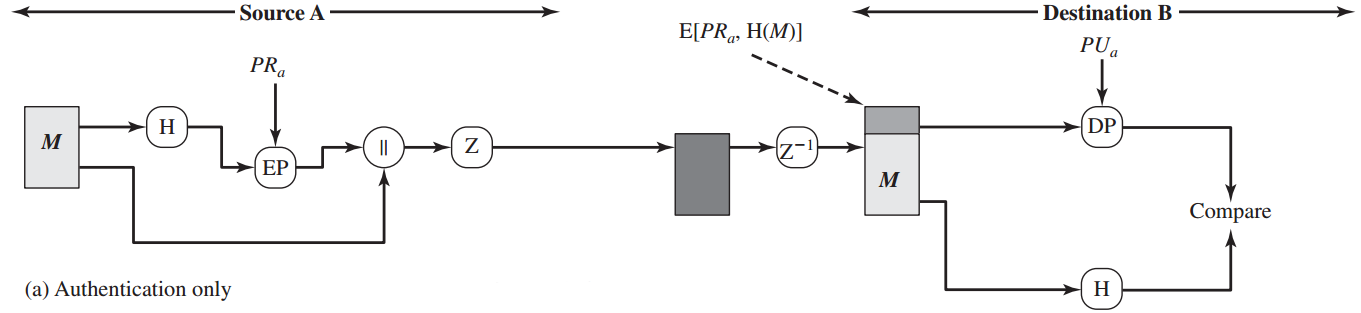 Source A
Destination B
E[PRa, H(M)]
PUa
PRa
M
H
EP
||
Z
Z−1
M
DP
Compare
H
(a) Authentication only